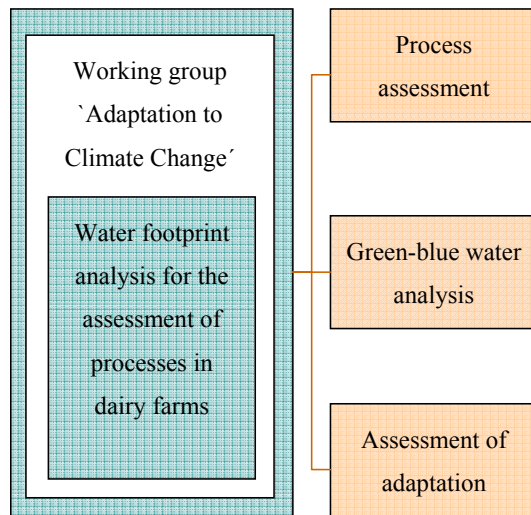 Working group
`Adaptation to
Climate Change´
Water footprint
analysis for the
assessment of
processes in
dairy farms
Process
assessment
Green-blue water
analysis
Assessment of
adaptation